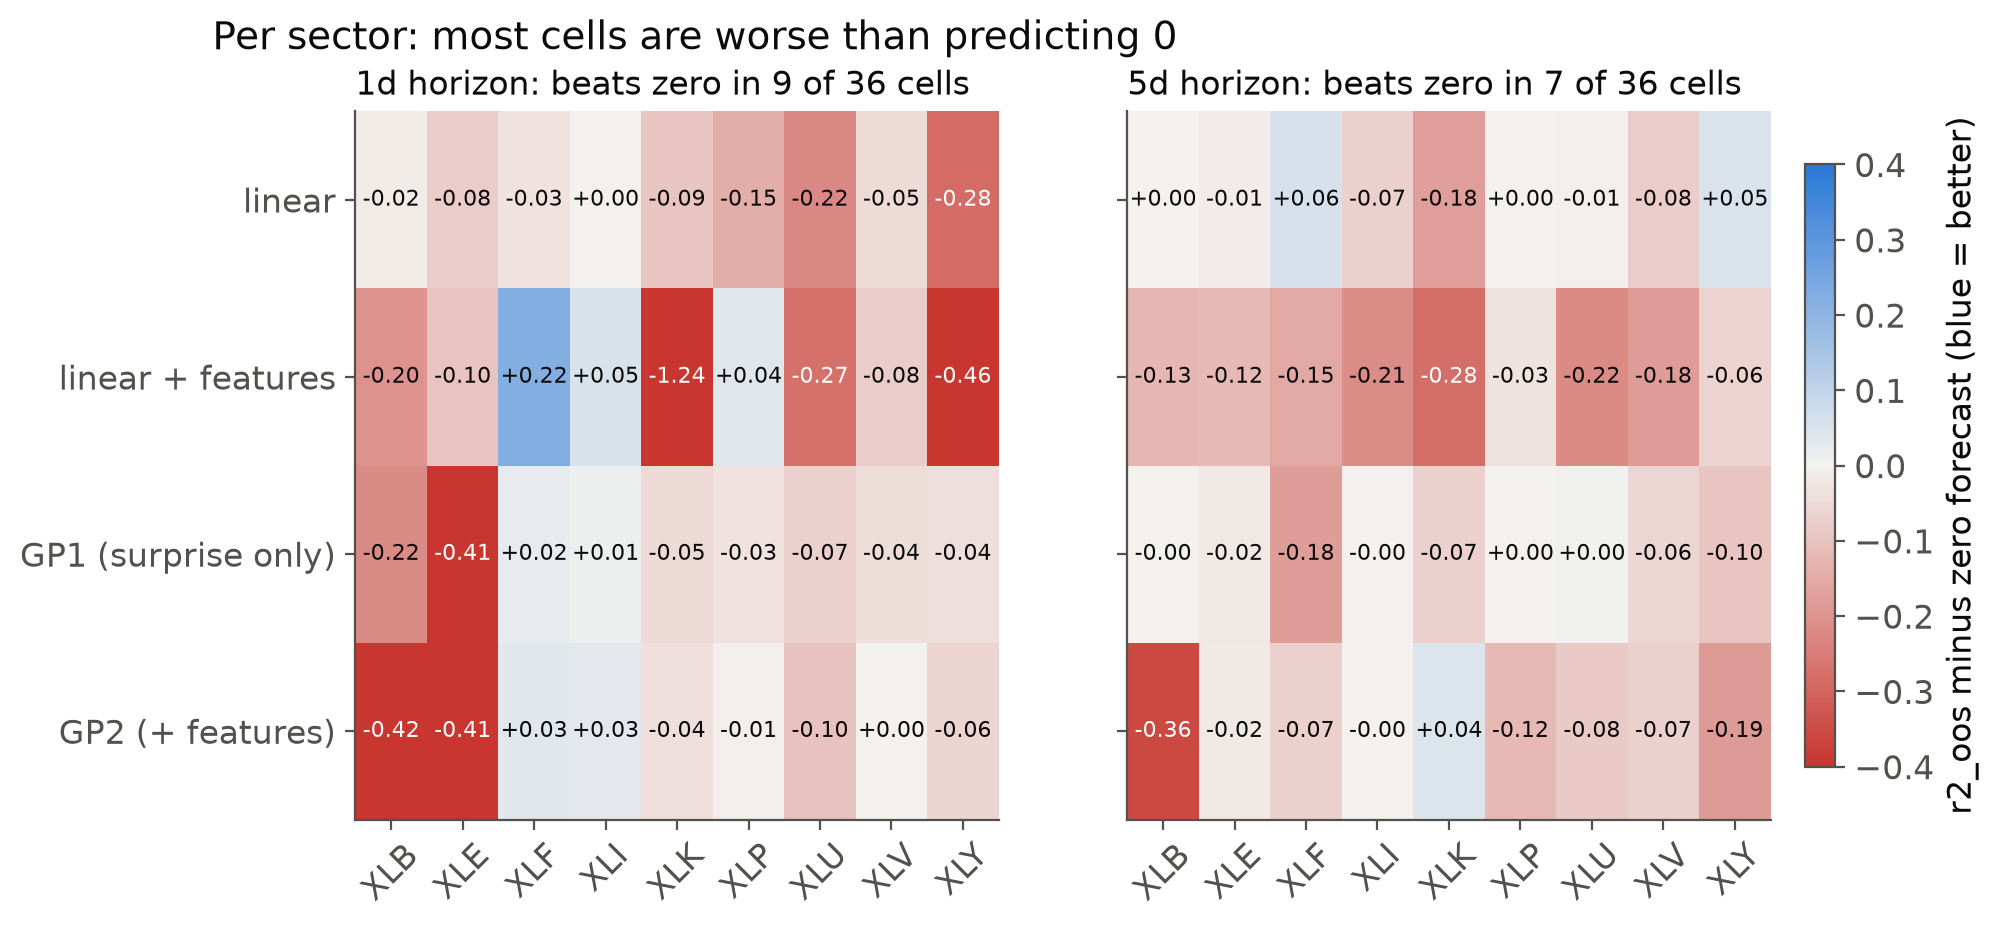 Per sector: most cells are worse than predicting 0
1d horizon: beats zero in 9 of 36 cells
5d horizon: beats zero in 7 of 36 cells
linear
-0.02 -0.08 -0.03 +0.00 -0.09 -0.15 -0.22 -0.05 -0.28
+0.00 -0.01 +0.06 -0.07 -0.18 +0.00 -0.01 -0.08 +0.05
linear + features
-0.20 -0.10 +0.22 +0.05 -1.24 +0.04 -0.27 -0.08 -0.46
-0.13 -0.12 -0.15 -0.21 -0.28 -0.03 -0.22 -0.18 -0.06
GP1 (surprise only)
-0.22 -0.41 +0.02 +0.01 -0.05 -0.03 -0.07 -0.04 -0.04
-0.00 -0.02 -0.18 -0.00 -0.07 +0.00 +0.00 -0.06 -0.10
GP2 (+ features)
-0.42 -0.41 +0.03 +0.03 -0.04 -0.01 -0.10 +0.00 -0.06
-0.36 -0.02 -0.07 -0.00 +0.04 -0.12 -0.08 -0.07 -0.19
XLB XLE XLF XLI XLK XLP XLU XLV XLY
XLB XLE XLF XLI XLK XLP XLU XLV XLY
0.4
0.3
0.2
0.1
0.0
−0.1
−0.2
−0.3
−0.4
r2_oos minus zero forecast (blue = better)